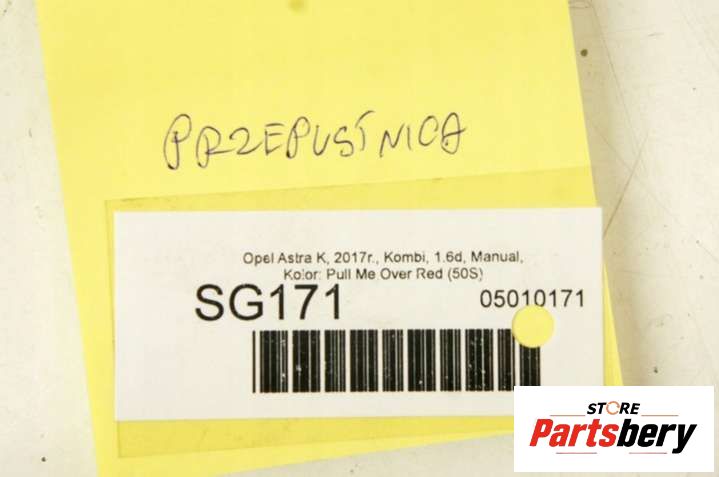 PRZEPUSTNICA
Opel Astra K, 2017r., Kombi, 1.6d, Manual,
Kolor: Pull Me Over Red (50S)
SG171
05010171
STORE
Partsbery